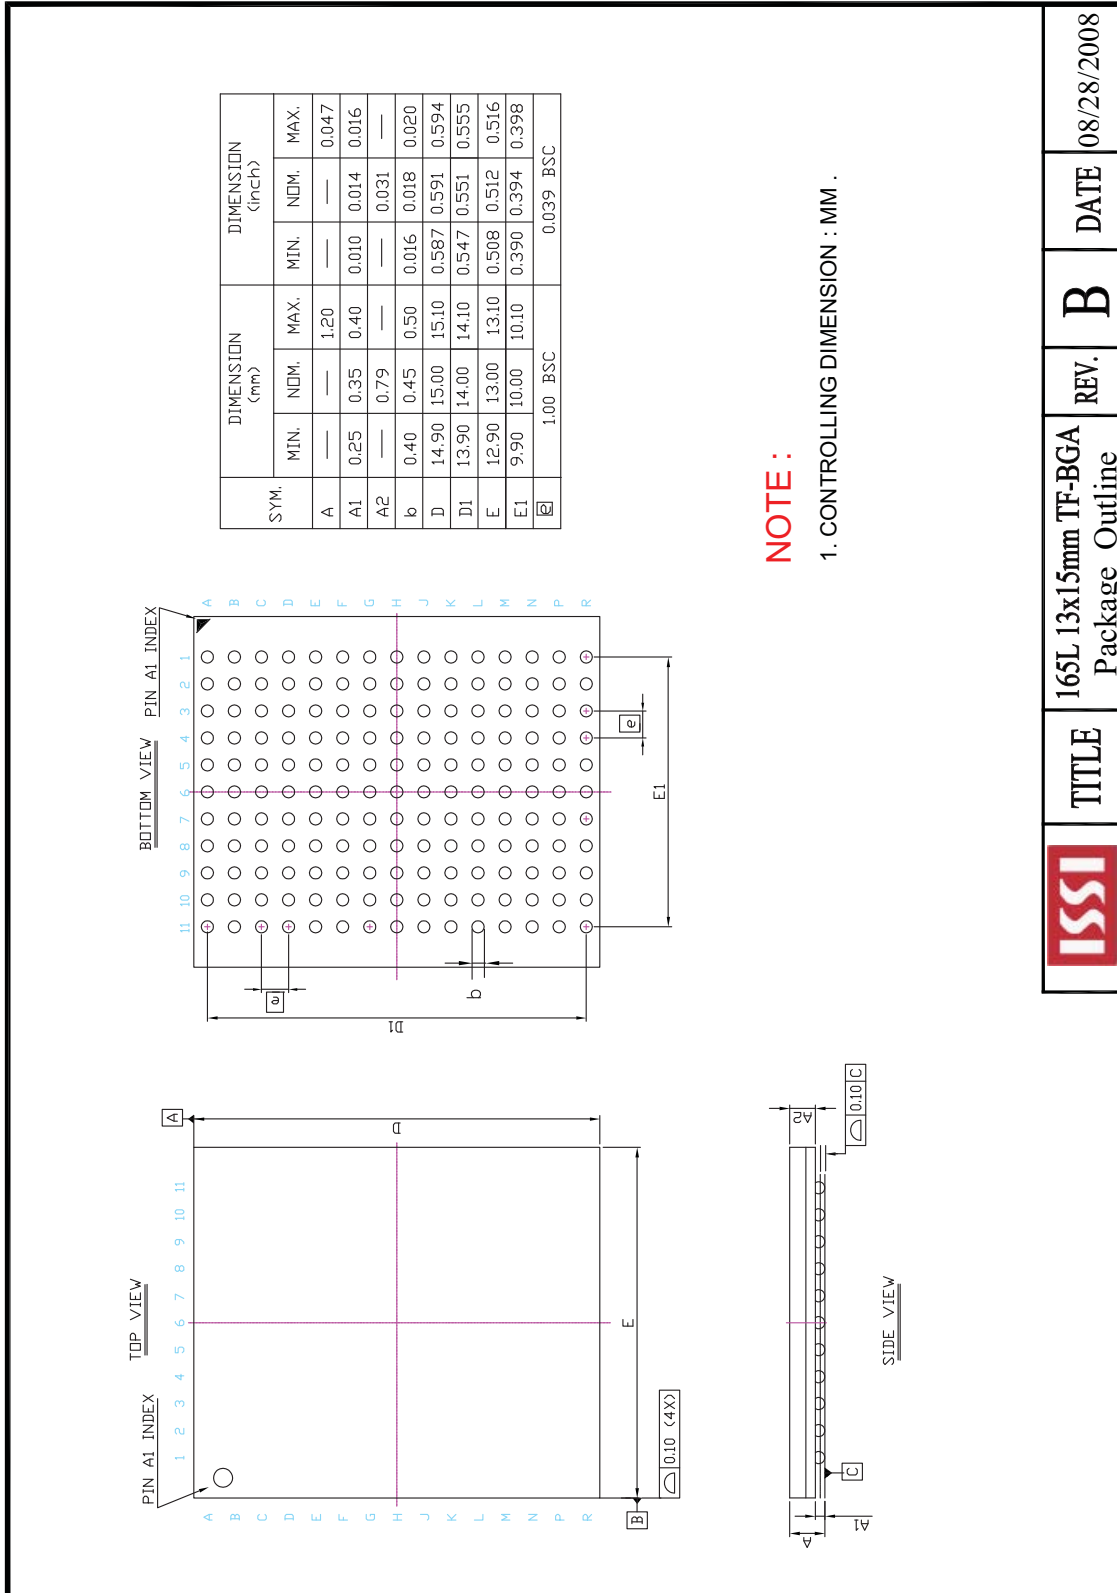 TOP VIEW
PIN A1 INDEX
1 2 3 4 5 6 7 8 9 10 11
A
B
C
D
E
F
G
H
J
K
L
M
N
P
R
A
D
E
B
0.10 (4X)
BOTTOM VIEW
PIN A1 INDEX
11 10 9 8 7 6 5 4 3 2 1
A
B
C
D
E
F
G
H
J
K
L
M
N
P
R
e
D1
b
e
E1
SYM. DIMENSION (mm) DIMENSION (inch)
MIN. NOM. MAX. MIN. NOM. MAX.
A — — 1.20 — — 0.047
A1 0.25 0.35 0.40 0.010 0.014 0.016
A2 — 0.79 — — 0.031 —
b 0.40 0.45 0.50 0.016 0.018 0.020
D 14.90 15.00 15.10 0.587 0.591 0.594
D1 13.90 14.00 14.10 0.547 0.551 0.555
E 12.90 13.00 13.10 0.508 0.512 0.516
E1 9.90 10.00 10.10 0.390 0.394 0.398
e 1.00 BSC 0.039 BSC
A
A1
C
A2
0.10 C
SIDE VIEW
NOTE :
1. CONTROLLING DIMENSION : MM .
ISSI
TITLE
165L 13x15mm TF-BGA
Package Outline
REV.
B
DATE
08/28/2008